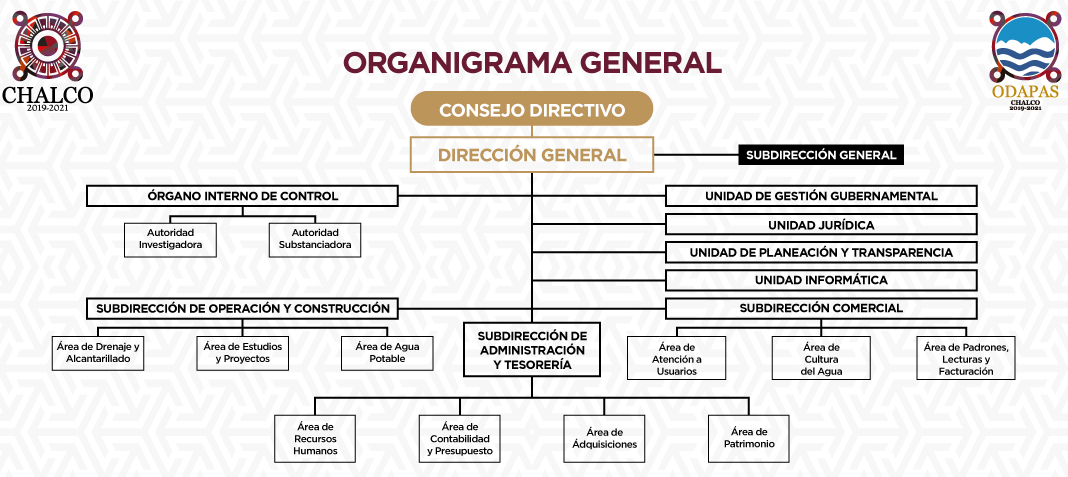 CHALCO
2019-2021
ORGANIGRAMA GENERAL
ODAPAS
CHALCO
2019-2021
CONSEJO DIRECTIVO
DIRECCIÓN GENERAL
SUBDIRECCIÓN GENERAL
ÓRGANO INTERNO DE CONTROL
UNIDAD DE GESTIÓN GUBERNAMENTAL
Autoridad
Investigadora
Autoridad
Substanciadora
UNIDAD JURÍDICA
UNIDAD DE PLANEACIÓN Y TRANSPARENCIA
UNIDAD INFORMÁTICA
SUBDIRECCIÓN DE OPERACIÓN Y CONSTRUCCIÓN
SUBDIRECCIÓN COMERCIAL
Área de Drenaje y
Alcantarillado
Área de Estudios
y Proyectos
Área de Agua
Potable
SUBDIRECCIÓN DE
ADMINISTRACIÓN
Y TESORERÍA
Área de
Atención a
Usuarios
Área de
Cultura
del Agua
Área de Padrones,
Lecturas y
Facturación
Área de
Recursos
Humanos
Área de
Contabilidad
y Presupuesto
Área de
Ádquisiciones
Área de
Patrimonio